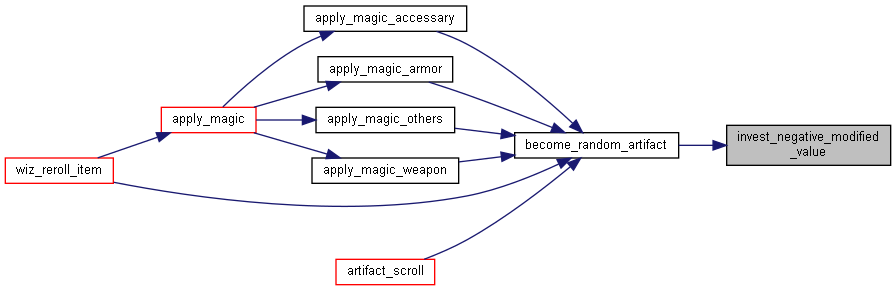 apply_magic_accessary
apply_magic_armor
apply_magic
apply_magic_others
become_random_artifact
invest_negative_modified
_value
wiz_reroll_item
apply_magic_weapon
artifact_scroll